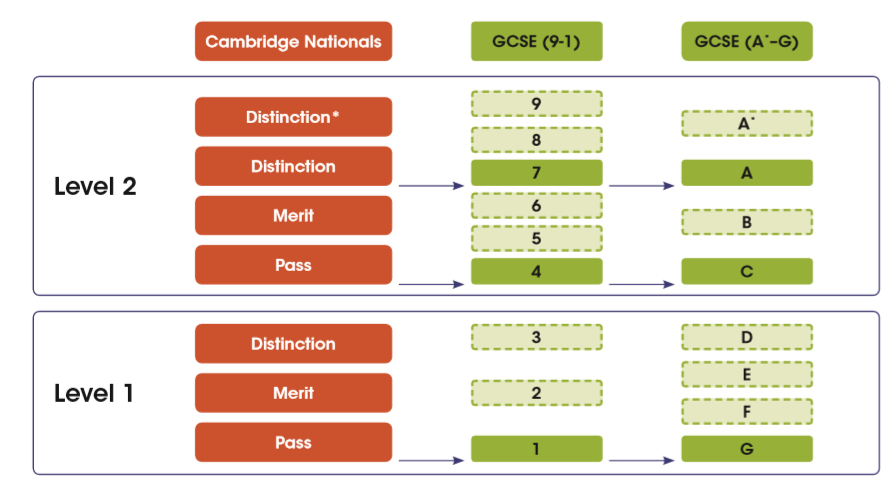 Cambridge Nationals GCSE (9-1) GCSE (A*-G)
9
Distinction* A*
8
Distinction 7 A
Level 2
Merit 6 B
5
Pass 4 C
Distinction 3 D
E
Level 1 Merit 2
F
Pass 1 G